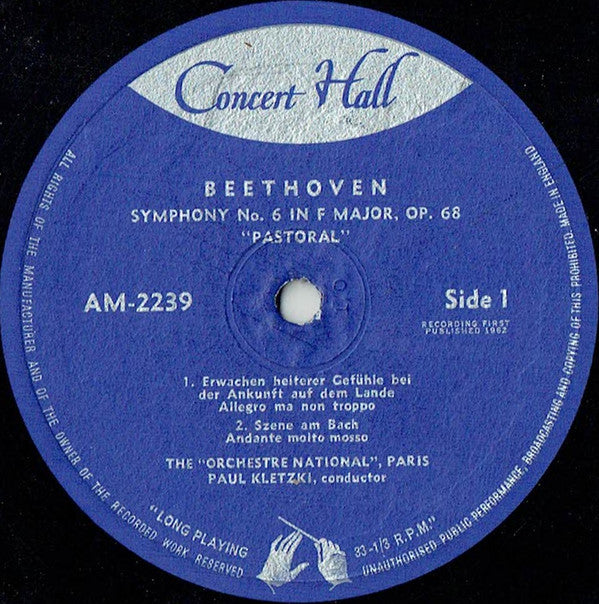 Concert Hall
BEETHOVEN
SYMPHONY No. 6 IN F MAJOR, OP. 68
"PASTORAL"
AM-2239
Side 1
RECORDING FIRST
PUBLISHED 1962
1. Erwachen heiterer Gefühle bei
der Ankunft auf dem Lande
Allegro ma non troppo
2. Szene am Bach
Andante molto mosso
THE "ORCHESTRE NATIONAL", PARIS
PAUL KLETZKI, conductor
"LONG PLAYING
33-1/3 R.P.M."
ALL RIGHTS OF THE MANUFACTURER AND OF THE OWNER OF THE RECORDED WORK RESERVED
UNAUTHORISED PUBLIC PERFORMANCE, BROADCASTING AND COPYING OF THIS PROHIBITED. MADE IN ENGLAND